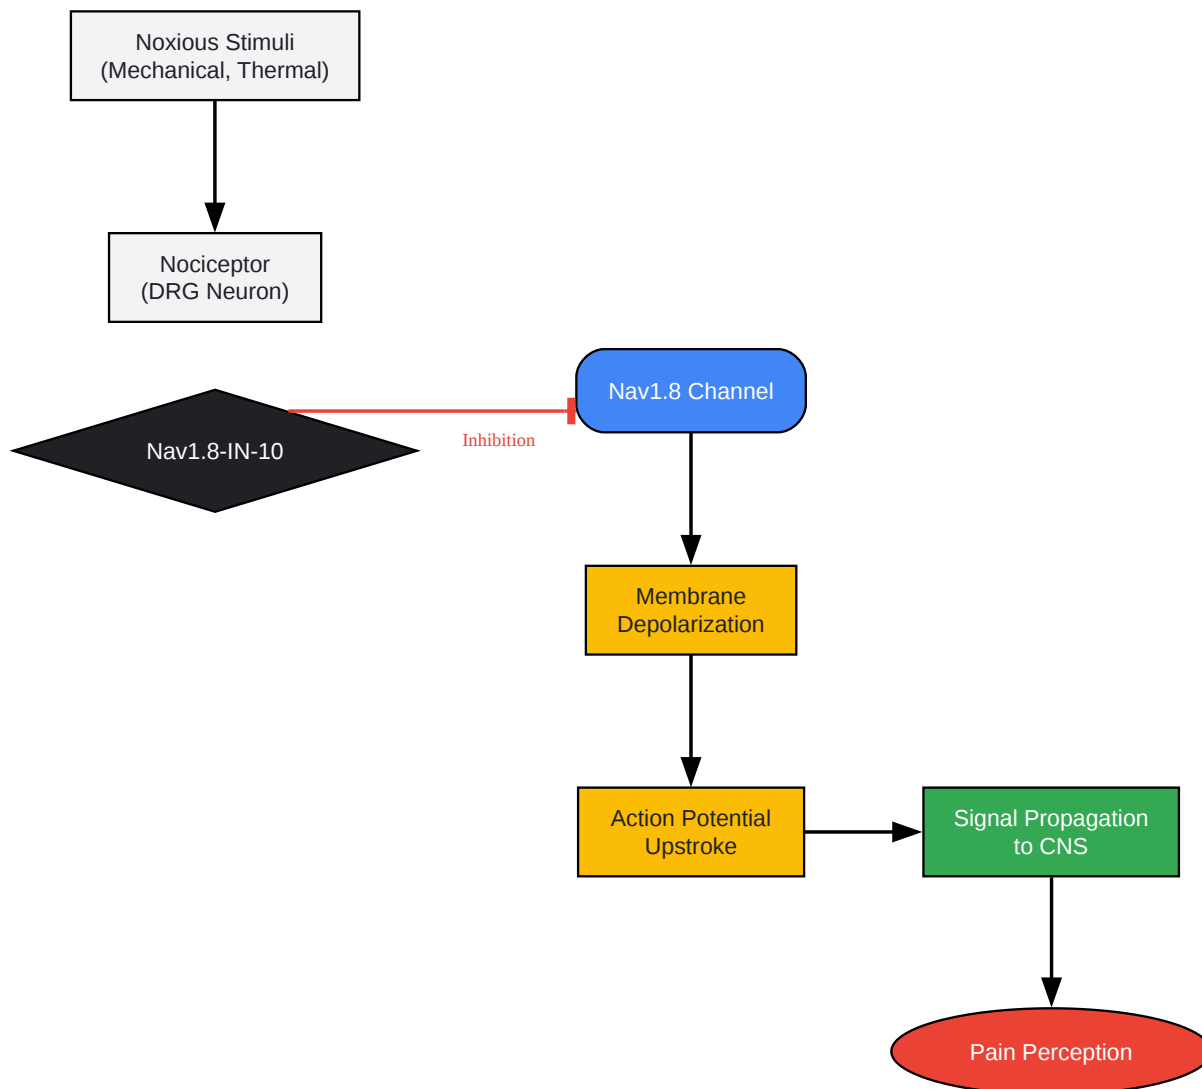 Noxious Stimuli
(Mechanical, Thermal)
Nociceptor
(DRG Neuron)
Nav1.8 Channel
Nav1.8-IN-10
Inhibition
Membrane
Depolarization
Action Potential
Upstroke
Signal Propagation
to CNS
Pain Perception